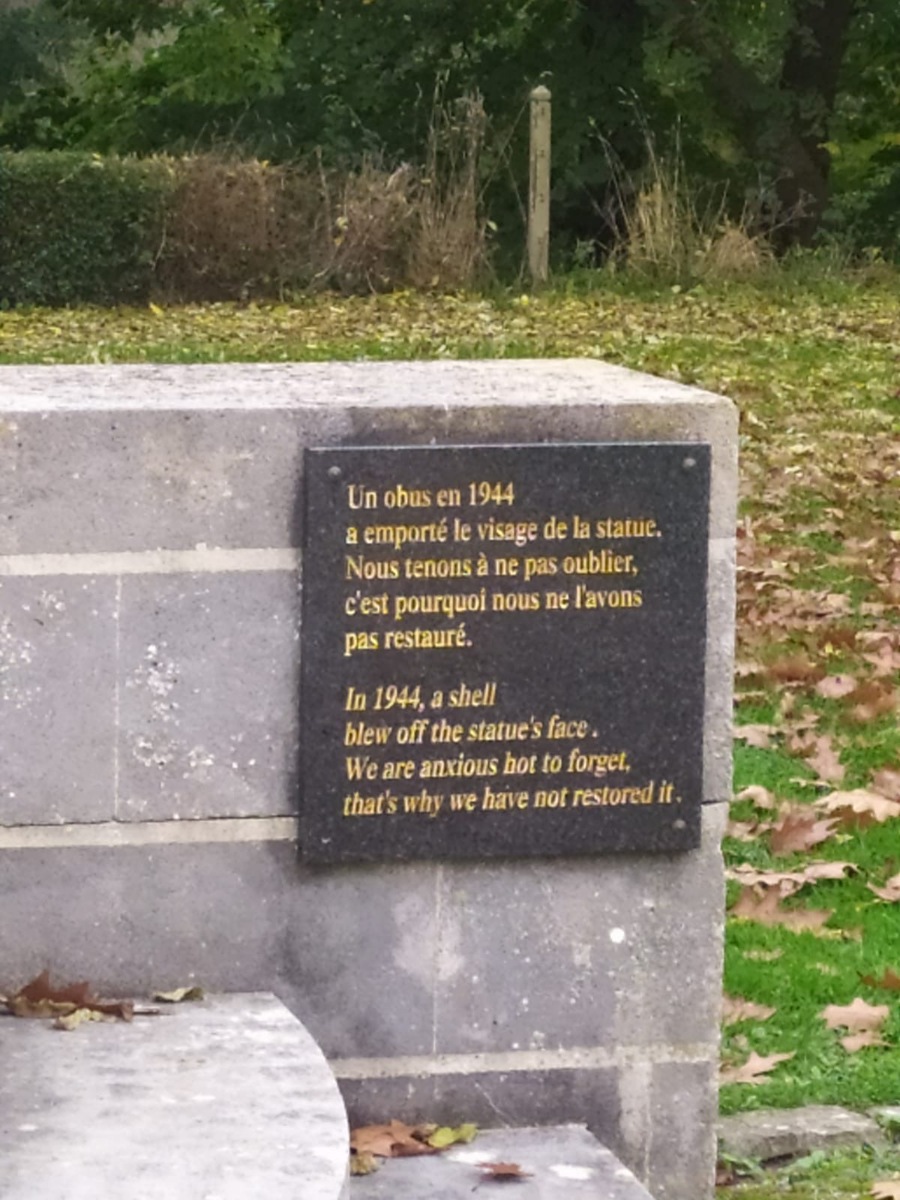 Un obus en 1944
a emporté le visage de la statue.
Nous tenons à ne pas oublier,
c'est pourquoi nous ne l'avons
pas restauré.
In 1944, a shell
blew off the statue's face.
We are anxious hot to forget,
that's why we have not restored it.